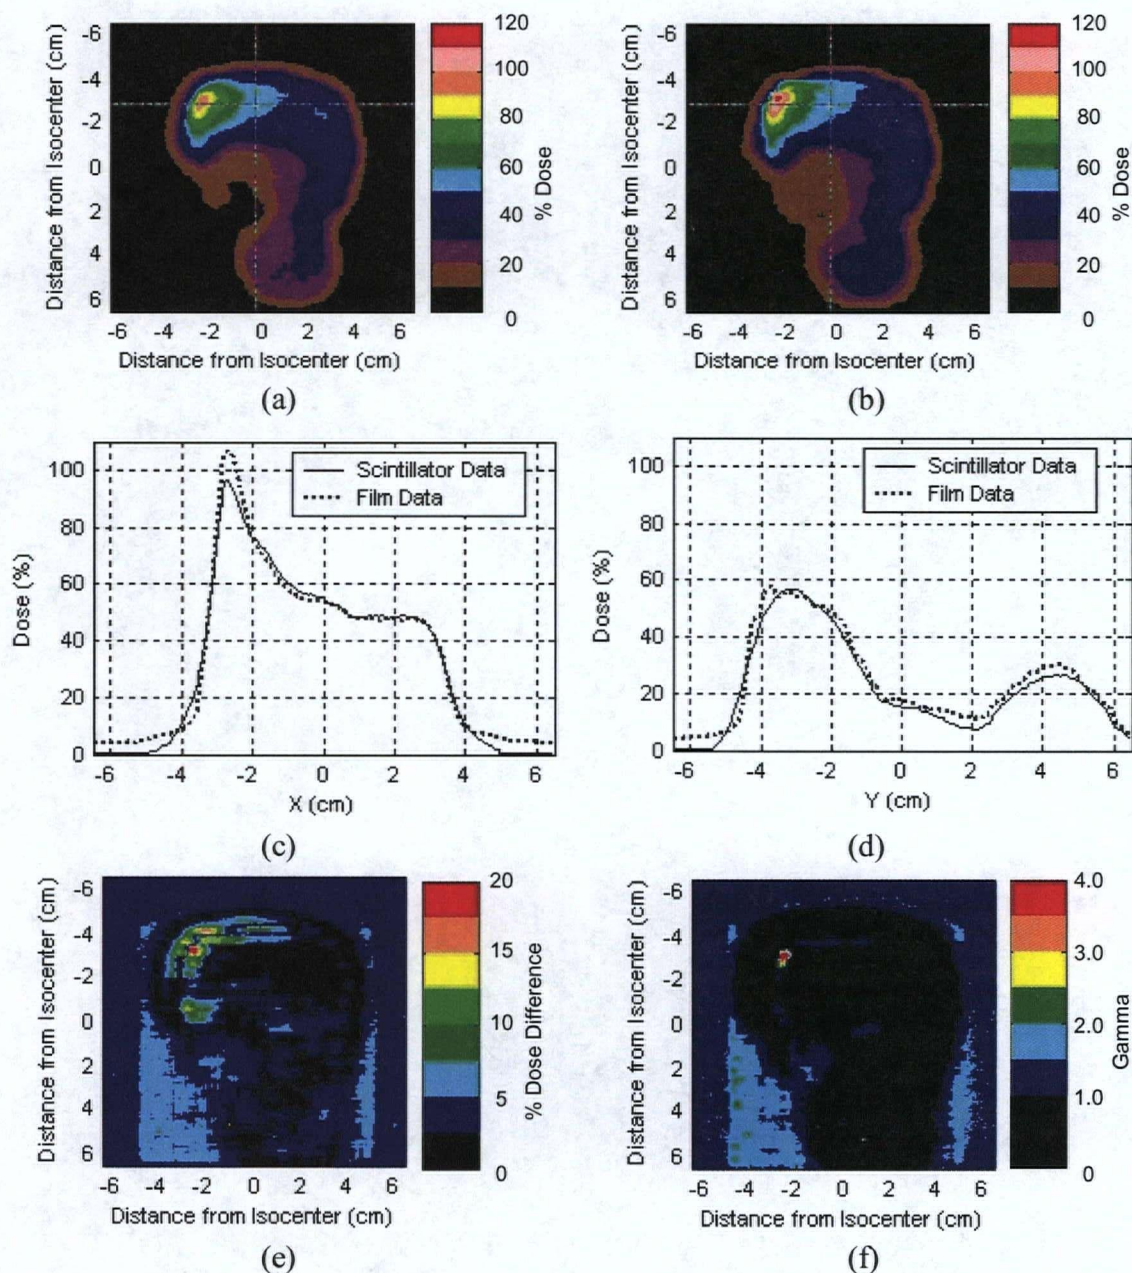 -6
-4
-2
0
2
4
6
Distance from Isocenter (cm)
-6 -4 -2 0 2 4 6
Distance from Isocenter (cm)
120
100
80
60
40
20
0
% Dose
(a)
-6
-4
-2
0
2
4
6
Distance from Isocenter (cm)
-6 -4 -2 0 2 4 6
Distance from Isocenter (cm)
120
100
80
60
40
20
0
% Dose
(b)
Scintillator Data
Film Data
100
80
60
40
20
0
Dose (%)
-6 -4 -2 0 2 4 6
X (cm)
(c)
Scintillator Data
Film Data
100
80
60
40
20
0
Dose (%)
-6 -4 -2 0 2 4 6
Y (cm)
(d)
-6
-4
-2
0
2
4
6
Distance from Isocenter (cm)
-6 -4 -2 0 2 4 6
Distance from Isocenter (cm)
20
15
10
5
0
% Dose Difference
(e)
-6
-4
-2
0
2
4
6
Distance from Isocenter (cm)
-6 -4 -2 0 2 4 6
Distance from Isocenter (cm)
4.0
3.0
2.0
1.0
0
Gamma
(f)